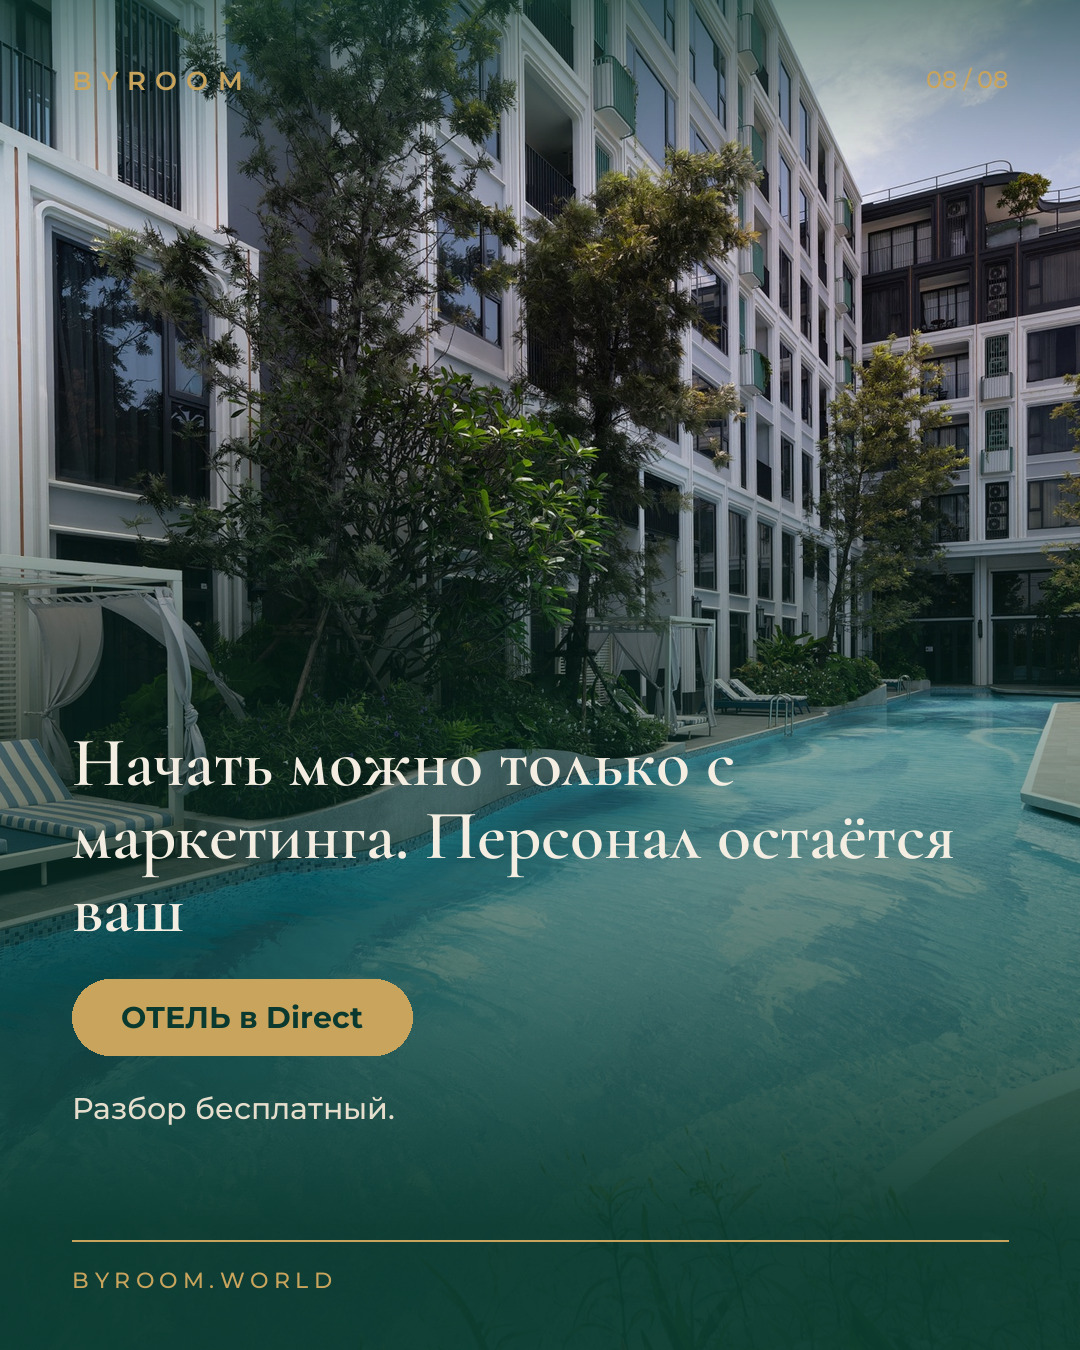 BYROOM
08 / 08
Начать можно только с
маркетинга. Персонал остаётся
ваш
ОТЕЛЬ в Direct
Разбор бесплатный.
BYROOM.WORLD